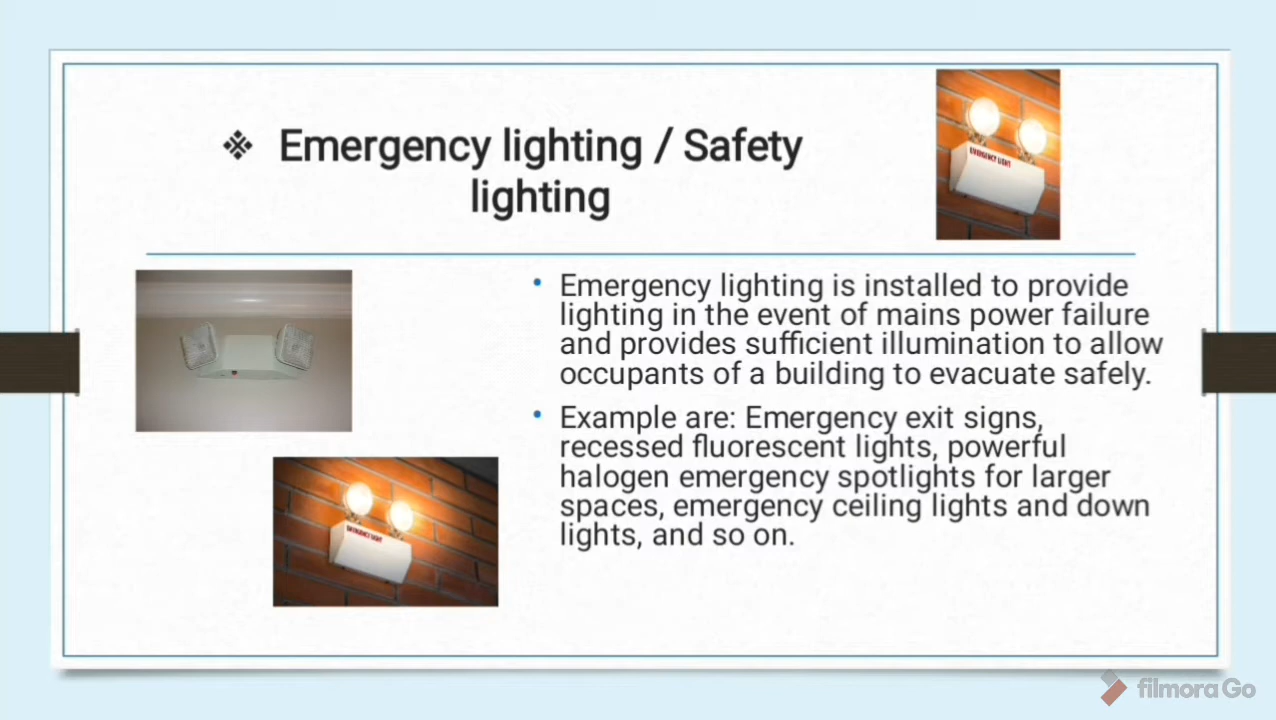 ❖ Emergency lighting / Safety
lighting
EMERGENCY LIGHT
• Emergency lighting is installed to provide
lighting in the event of mains power failure
and provides sufficient illumination to allow
occupants of a building to evacuate safely.
• Example are: Emergency exit signs,
recessed fluorescent lights, powerful
halogen emergency spotlights for larger
spaces, emergency ceiling lights and down
lights, and so on.
EMERGENCY LIGHT
filmora Go